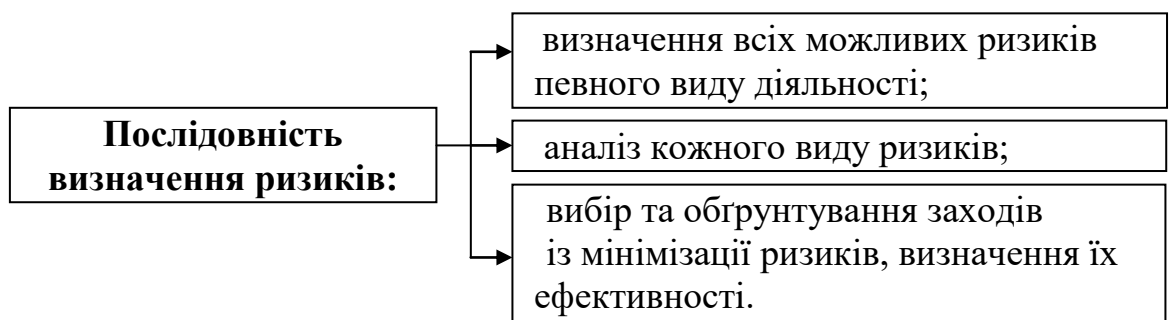 Послідовність
визначення ризиків:
визначення всіх можливих ризиків
певного виду діяльності;
аналіз кожного виду ризиків;
вибір та обґрунтування заходів
із мінімізації ризиків, визначення їх
ефективності.